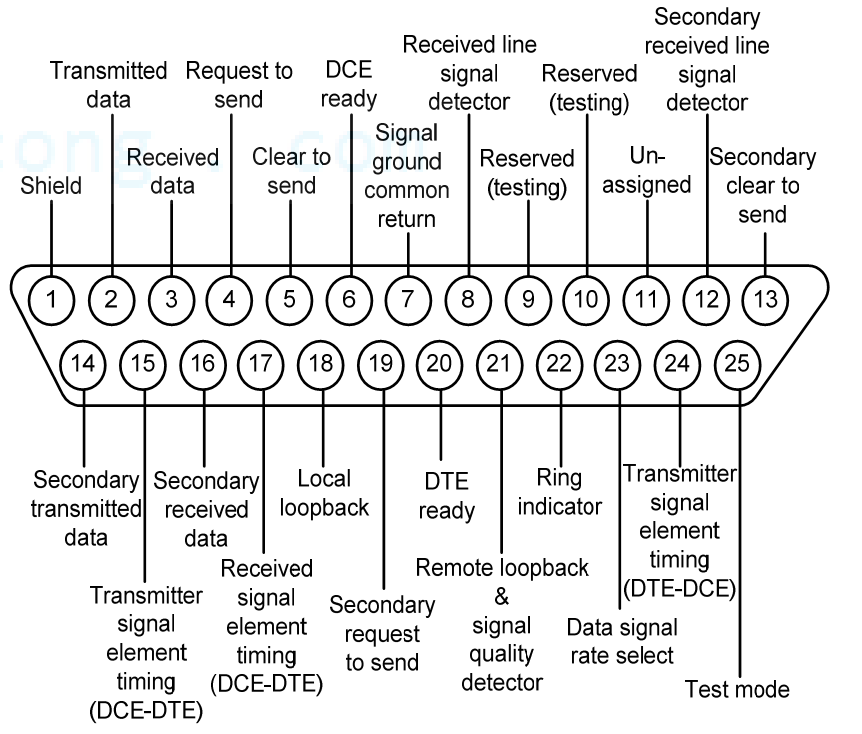 Transmitted
data
Request to
send
DCE
ready
Received line
signal
detector
Reserved
(testing)
Secondary
received line
signal
detector
Shield
Received
data
Clear to
send
Signal
ground
common
return
Reserved
(testing)
Un-
assigned
Secondary
clear to
send
1 2 3 4 5 6 7 8 9 10 11 12 13
14 15 16 17 18 19 20 21 22 23 24 25
Secondary
transmitted
data
Secondary
received
data
Local
loopback
DTE
ready
Ring
indicator
Transmitter
signal
element
timing
(DTE-DCE)
Transmitter
signal
element
timing
(DCE-DTE)
Received
signal
element
timing
(DCE-DTE)
Secondary
request
to send
Remote loopback
&
signal
quality
detector
Data signal
rate select
Test mode